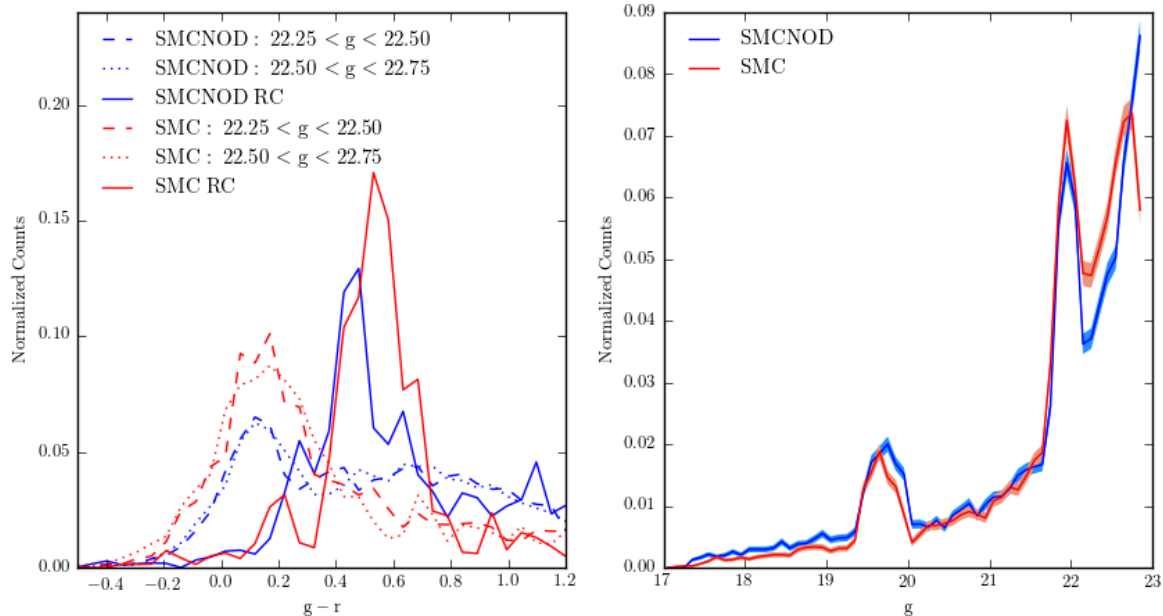 SMCNOD : 22.25 < g < 22.50
SMCNOD : 22.50 < g < 22.75
SMCNOD RC
SMC : 22.25 < g < 22.50
SMC : 22.50 < g < 22.75
SMC RC
Normalized Counts
0.20
0.15
0.10
0.05
0.00
−0.4 −0.2 0.0 0.2 0.4 0.6 0.8 1.0 1.2
g − r
SMCNOD
SMC
Normalized Counts
0.09
0.08
0.07
0.06
0.05
0.04
0.03
0.02
0.01
0.00
17 18 19 20 21 22 23
g